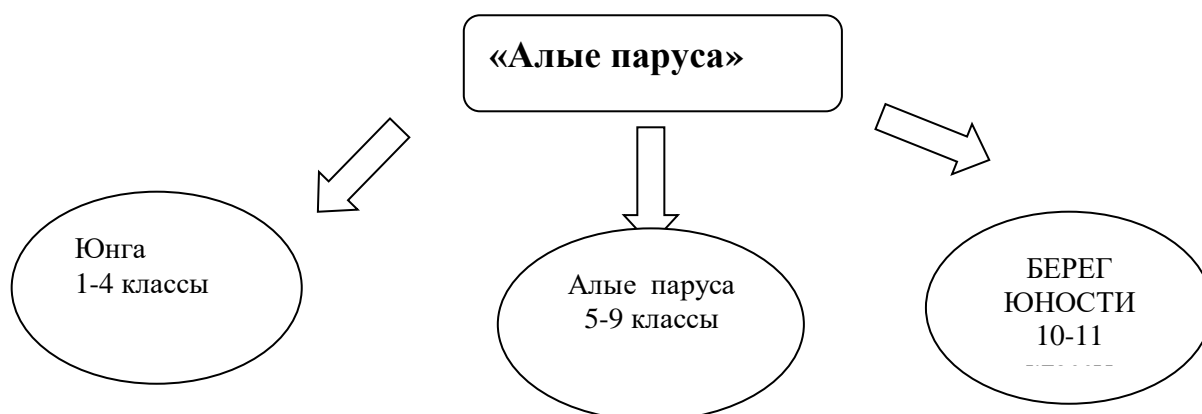 «Алые паруса»
Юнга
1-4 классы
Алые паруса
5-9 классы
БЕРЕГ
ЮНОСТИ
10-11